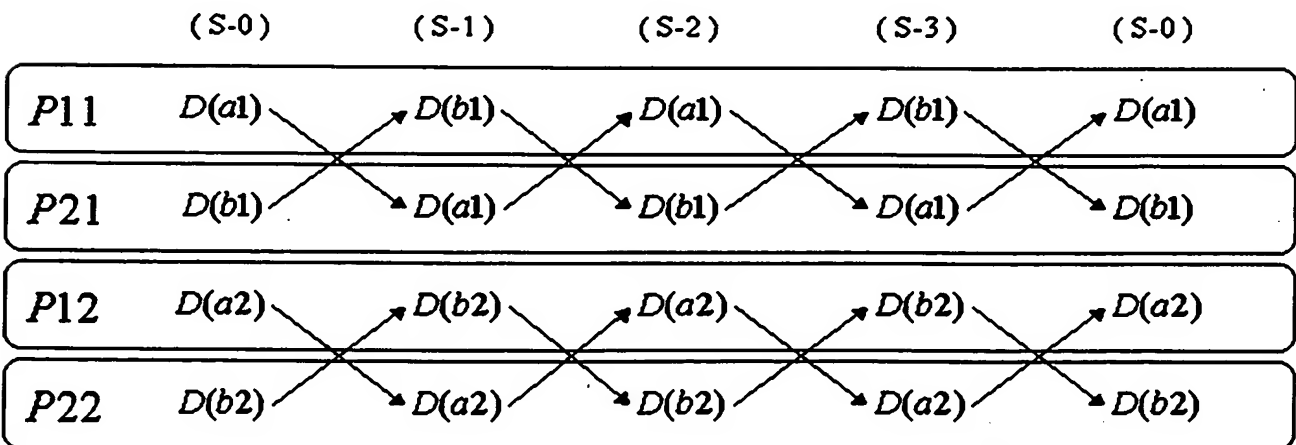 (S-0) (S-1) (S-2) (S-3) (S-0)
P11 D(a1) D(b1) D(a1) D(b1) D(a1)
P21 D(b1) D(a1) D(b1) D(a1) D(b1)
P12 D(a2) D(b2) D(a2) D(b2) D(a2)
P22 D(b2) D(a2) D(b2) D(a2) D(b2)